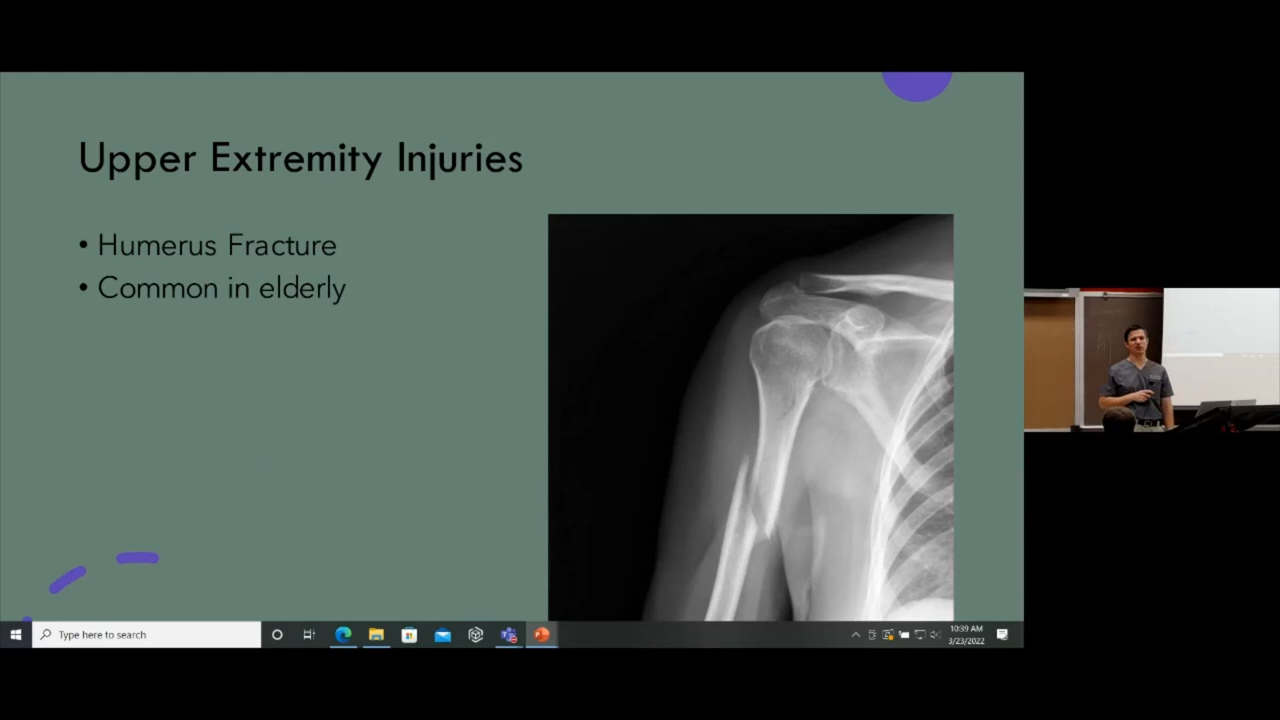 Upper Extremity Injuries
• Humerus Fracture
• Common in elderly
Type here to search
10:39 AM
3/23/2022